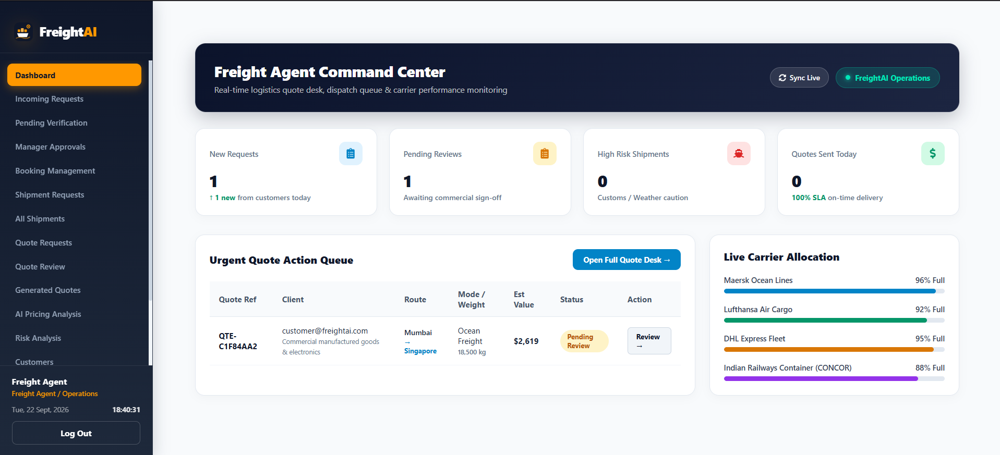 FreightAI
Dashboard
Incoming Requests
Pending Verification
Manager Approvals
Booking Management
Shipment Requests
All Shipments
Quote Requests
Quote Review
Generated Quotes
AI Pricing Analysis
Risk Analysis
Customers
Freight Agent
Freight Agent / Operations
Tue, 22 Sept, 2026 18:40:31
Log Out
Freight Agent Command Center
Real-time logistics quote desk, dispatch queue & carrier performance monitoring
Sync Live
FreightAI Operations
New Requests
1
↑ 1 new from customers today
Pending Reviews
1
Awaiting commercial sign-off
High Risk Shipments
0
Customs / Weather caution
Quotes Sent Today
0
100% SLA on-time delivery
Urgent Quote Action Queue
Open Full Quote Desk →
Quote Ref
Client
Route
Mode /
Weight
Est
Value
Status
Action
QTE-
C1F84AA2
customer@freightai.com
Commercial manufactured goods
& electronics
Mumbai
→
Singapore
Ocean
Freight
18,500 kg
$2,619
Pending
Review
Review
→
Live Carrier Allocation
Maersk Ocean Lines 96% Full
Lufthansa Air Cargo 92% Full
DHL Express Fleet 95% Full
Indian Railways Container (CONCOR) 88% Full